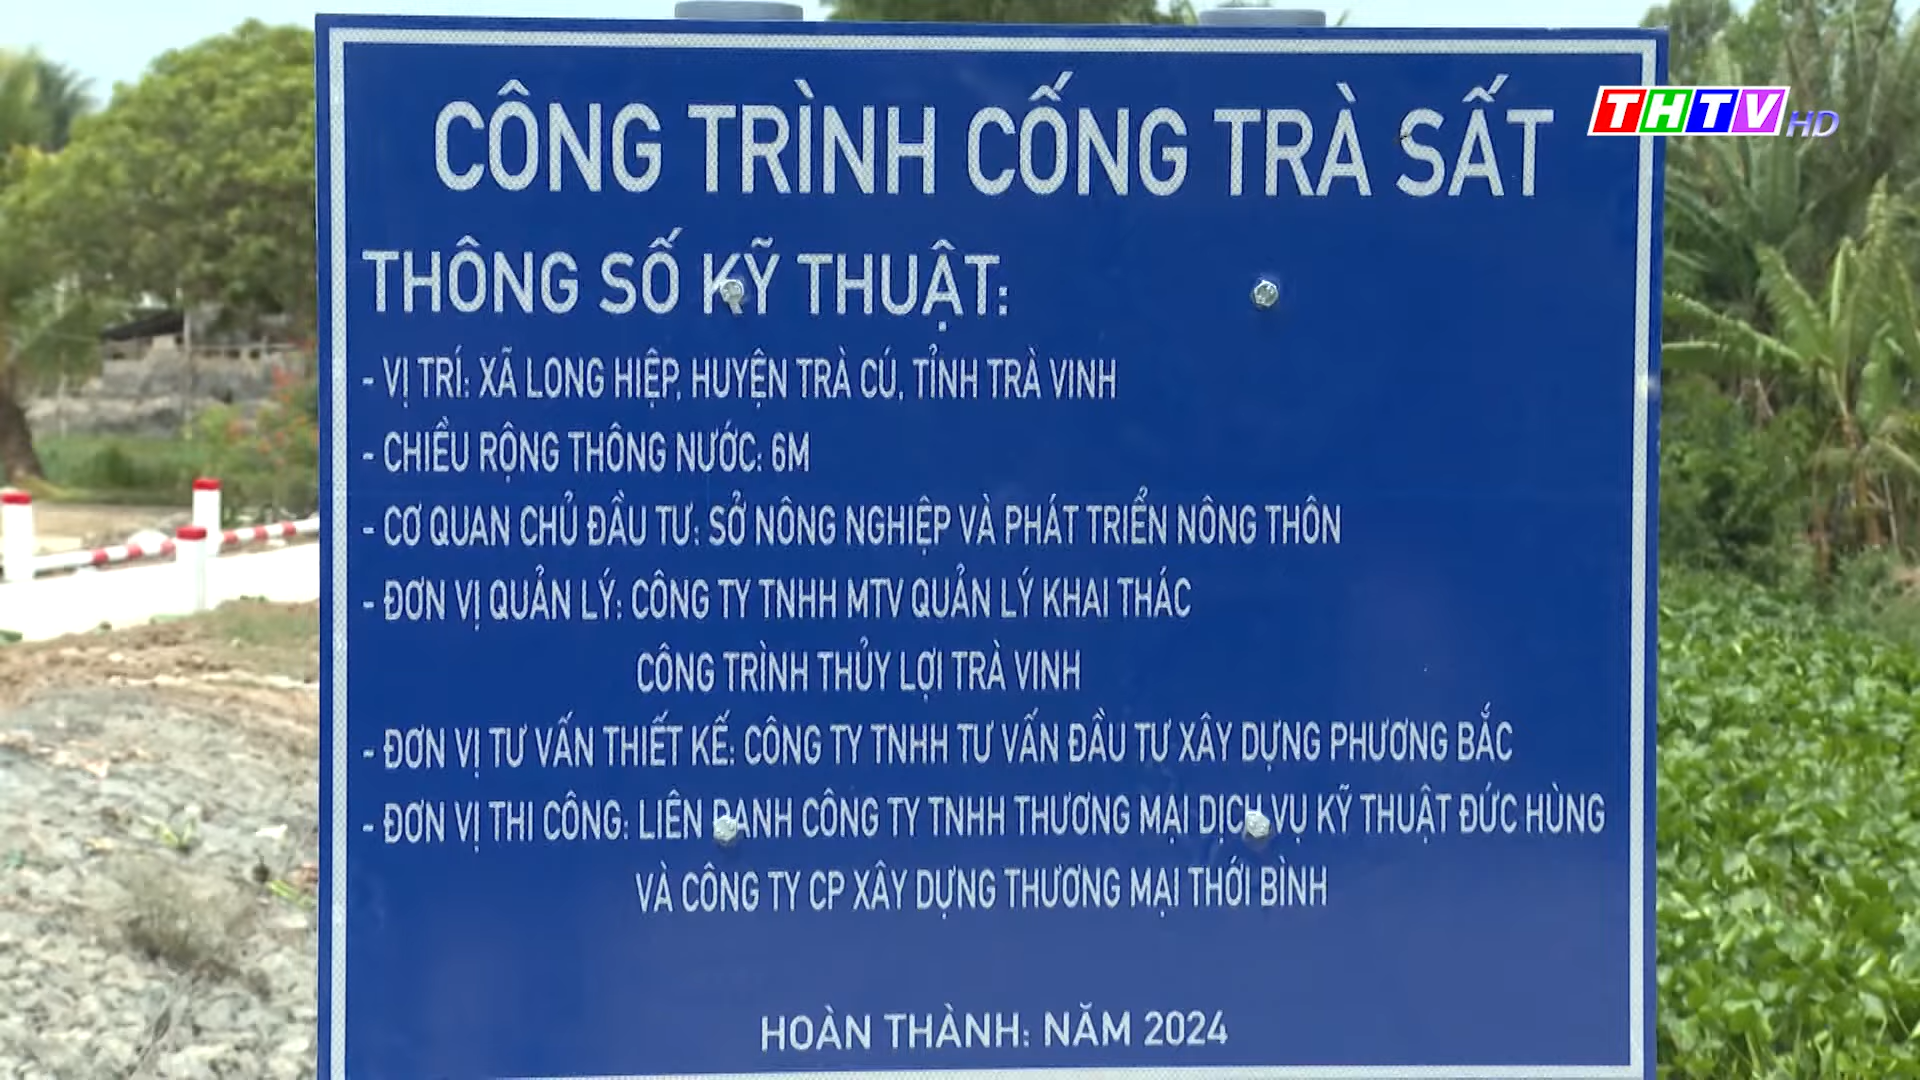 THTV HD
CÔNG TRÌNH CỐNG TRÀ SẤT
THÔNG SỐ KỸ THUẬT:
- VỊ TRÍ: XÃ LONG HIỆP, HUYỆN TRÀ CÚ, TỈNH TRÀ VINH
- CHIỀU RỘNG THÔNG NƯỚC: 6M
- CƠ QUAN CHỦ ĐẦU TƯ: SỞ NÔNG NGHIỆP VÀ PHÁT TRIỂN NÔNG THÔN
- ĐƠN VỊ QUẢN LÝ: CÔNG TY TNHH MTV QUẢN LÝ KHAI THÁC
CÔNG TRÌNH THỦY LỢI TRÀ VINH
- ĐƠN VỊ TƯ VẤN THIẾT KẾ: CÔNG TY TNHH TƯ VẤN ĐẦU TƯ XÂY DỰNG PHƯƠNG BẮC
- ĐƠN VỊ THI CÔNG: LIÊN DANH CÔNG TY TNHH THƯƠNG MẠI DỊCH VỤ KỸ THUẬT ĐỨC HÙNG
VÀ CÔNG TY CP XÂY DỰNG THƯƠNG MẠI THỚI BÌNH
HOÀN THÀNH: NĂM 2024